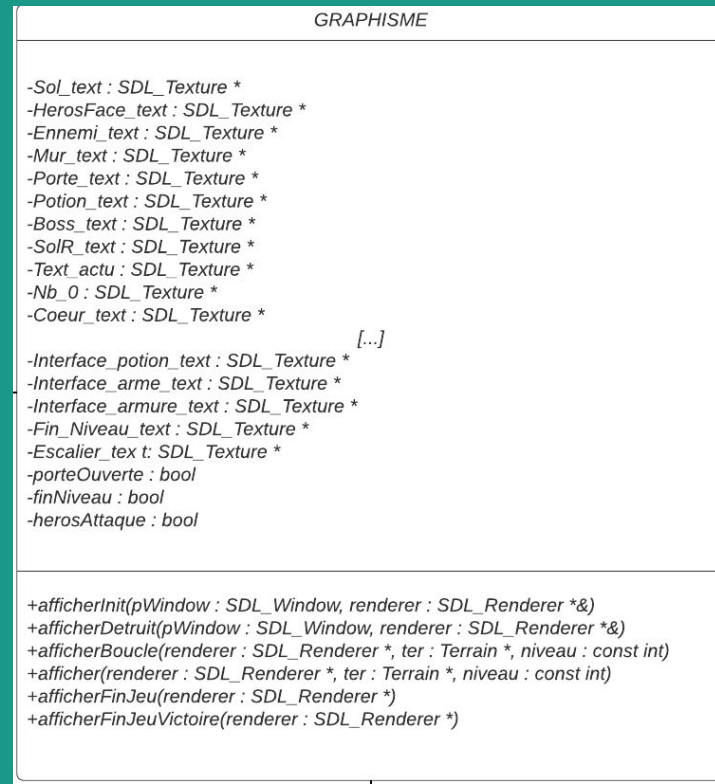 GRAPHISME
-Sol_text : SDL_Texture *
-HerosFace_text : SDL_Texture *
-Ennemi_text : SDL_Texture *
-Mur_text : SDL_Texture *
-Porte_text : SDL_Texture *
-Potion_text : SDL_Texture *
-Boss_text : SDL_Texture *
-SolR_text : SDL_Texture *
-Text_actu : SDL_Texture *
-Nb_0 : SDL_Texture *
-Coeur_text : SDL_Texture *
[...]
-Interface_potion_text : SDL_Texture *
-Interface_arme_text : SDL_Texture *
-Interface_armure_text : SDL_Texture *
-Fin_Niveau_text : SDL_Texture *
-Escalier_tex t: SDL_Texture *
-porteOuverte : bool
-finNiveau : bool
-herosAttaque : bool
+afficherInit(pWindow : SDL_Window, renderer : SDL_Renderer *&)
+afficherDetruit(pWindow : SDL_Window, renderer : SDL_Renderer *&)
+afficherBoucle(renderer : SDL_Renderer *, ter : Terrain *, niveau : const int)
+afficher(renderer : SDL_Renderer *, ter : Terrain *, niveau : const int)
+afficherFinJeu(renderer : SDL_Renderer *)
+afficherFinJeuVictoire(renderer : SDL_Renderer *)